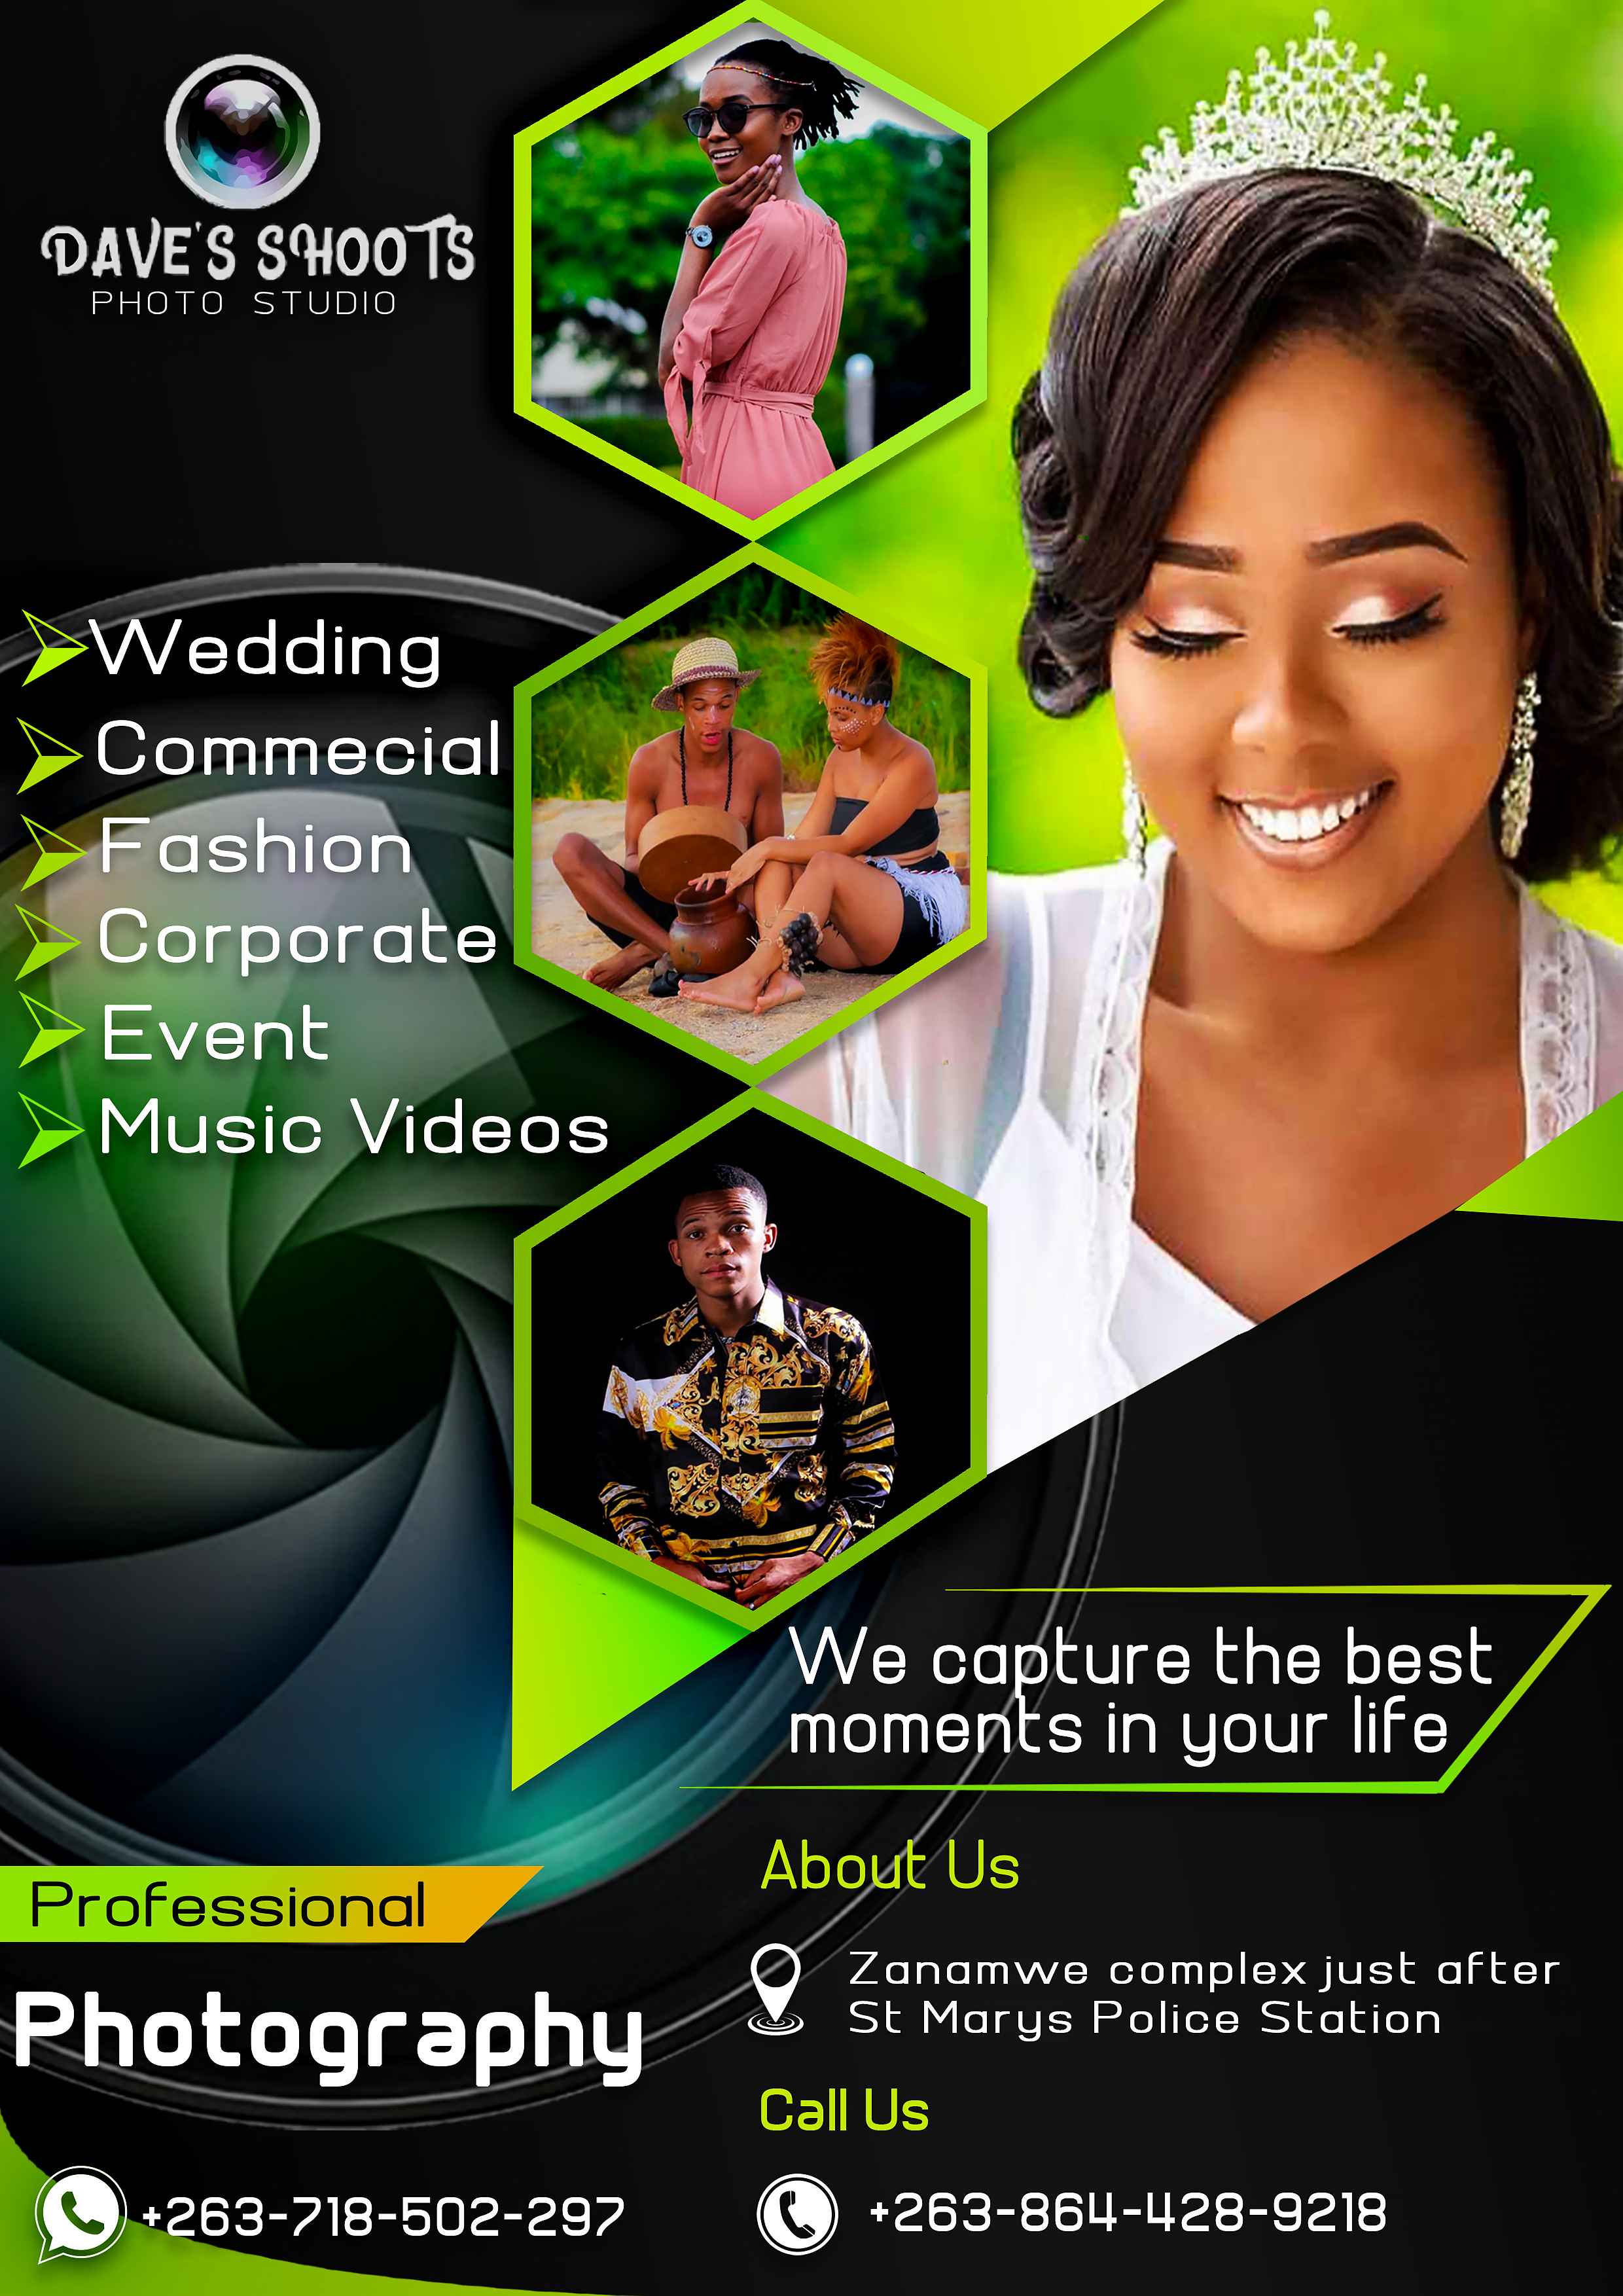 DAVE'S SHOOTS
PHOTO STUDIO
Wedding
Commecial
Fashion
Corporate
Event
Music Videos
We capture the best
moments in your life
Professional
Photography
About Us
Zanamwe complex just after
St Marys Police Station
Call Us
+263-718-502-297
+263-864-428-9218